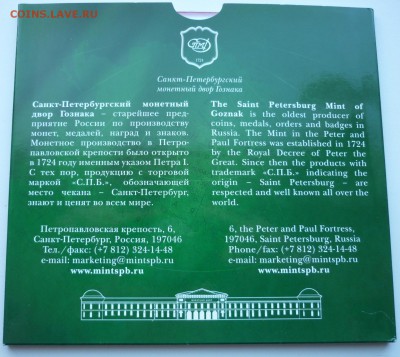 COINS.LAVE.RU
1724
Санкт-Петербургский
монетный двор Гознака
Санкт-Петербургский монетный
двор Гознака – старейшее пред-
приятие России по производству
монет, медалей, наград и знаков.
Монетное производство в Петро-
павловской крепости было открыто
в 1724 году именным указом Петра I.
С тех пор, продукцию с торговой
маркой «С.П.Б.», обозначающей
место чекана – Санкт-Петербург,
знают и ценят во всем мире.
The Saint Petersburg Mint of
Goznak is the oldest producer of
coins, medals, orders and badges in
Russia. The Mint in the Peter and
Paul Fortress was established in 1724
by the Royal Decree of Peter the
Great. Since then the products with
trademark «С.П.Б.» indicating the
origin – Saint Petersburg – are
respected and well known all over the
world.
Петропавловская крепость, 6,
Санкт-Петербург, Россия, 197046
Тел./факс: (+7 812) 324-14-48
e-mail: marketing@mintspb.ru
www.mintspb.ru
6, the Peter and Paul Fortress,
197046, Saint Petersburg, Russia
Phone/fax: (+7 812) 324-14-48
e-mail: marketing@mintspb.ru
www.mintspb.ru